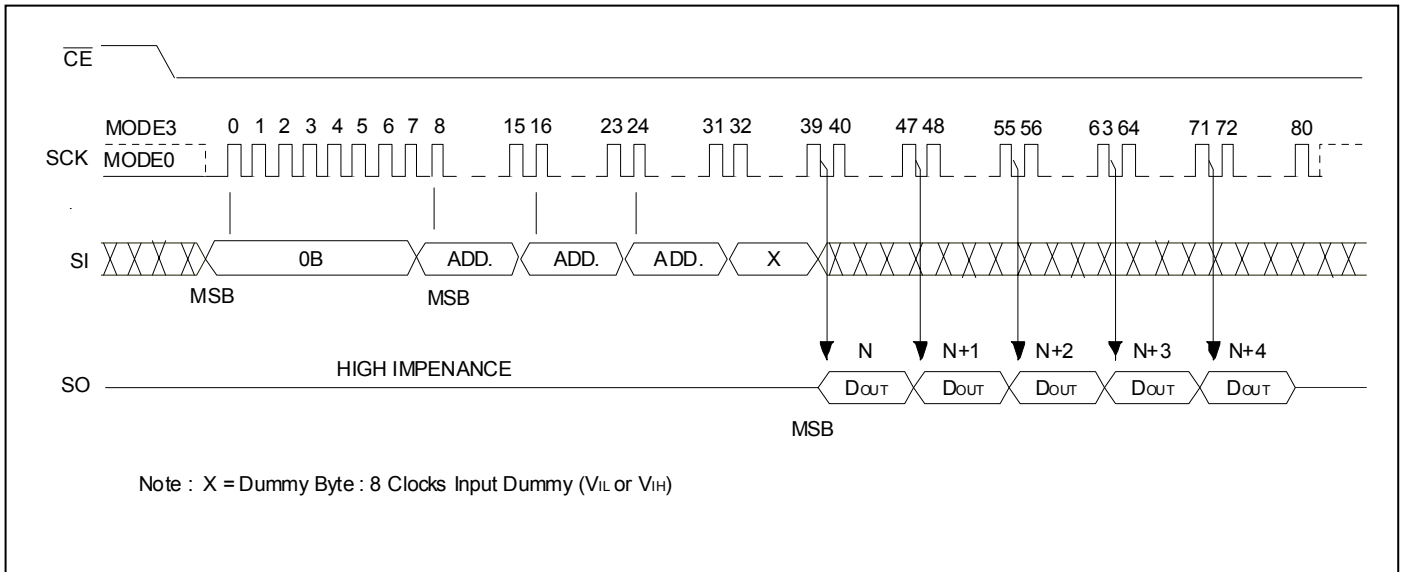 CE
MODE3 0 1 2 3 4 5 6 7 8 15 16 23 24 31 32 39 40 47 48 55 56 63 64 71 72 80
SCK MODE0
SI 0B ADD. ADD. ADD. X
MSB MSB
N N+1 N+2 N+3 N+4
HIGH IMPENANCE
SO DOUT DOUT DOUT DOUT DOUT
MSB
Note : X = Dummy Byte : 8 Clocks Input Dummy (VIL or VIH)